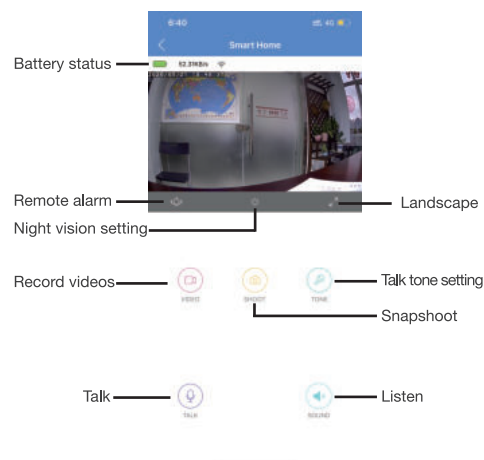 6:40
4G
Smart Home
Battery status
52.31KB/s
Remote alarm
Landscape
Night vision setting
Record videos
Talk tone setting
VIDEO
SHOOT
TONE
Snapshoot
Talk
Listen
TALK
SOUND